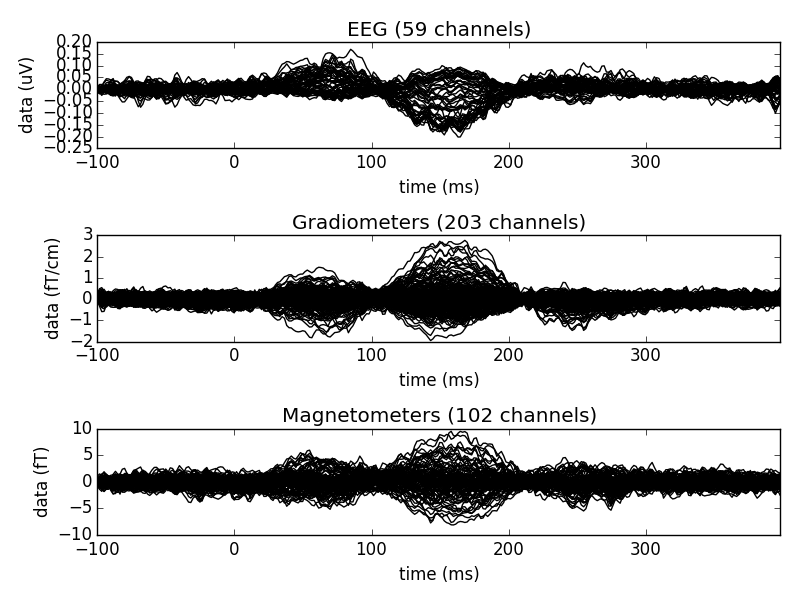 EEG (59 channels)
0.20
0.15
0.10
0.05
0.00
−0.05
−0.10
−0.15
−0.20
−0.25
data (uV)
−100 0 100 200 300
time (ms)
Gradiometers (203 channels)
3
2
1
0
−1
−2
data (fT/cm)
−100 0 100 200 300
time (ms)
Magnetometers (102 channels)
10
5
0
−5
−10
data (fT)
−100 0 100 200 300
time (ms)